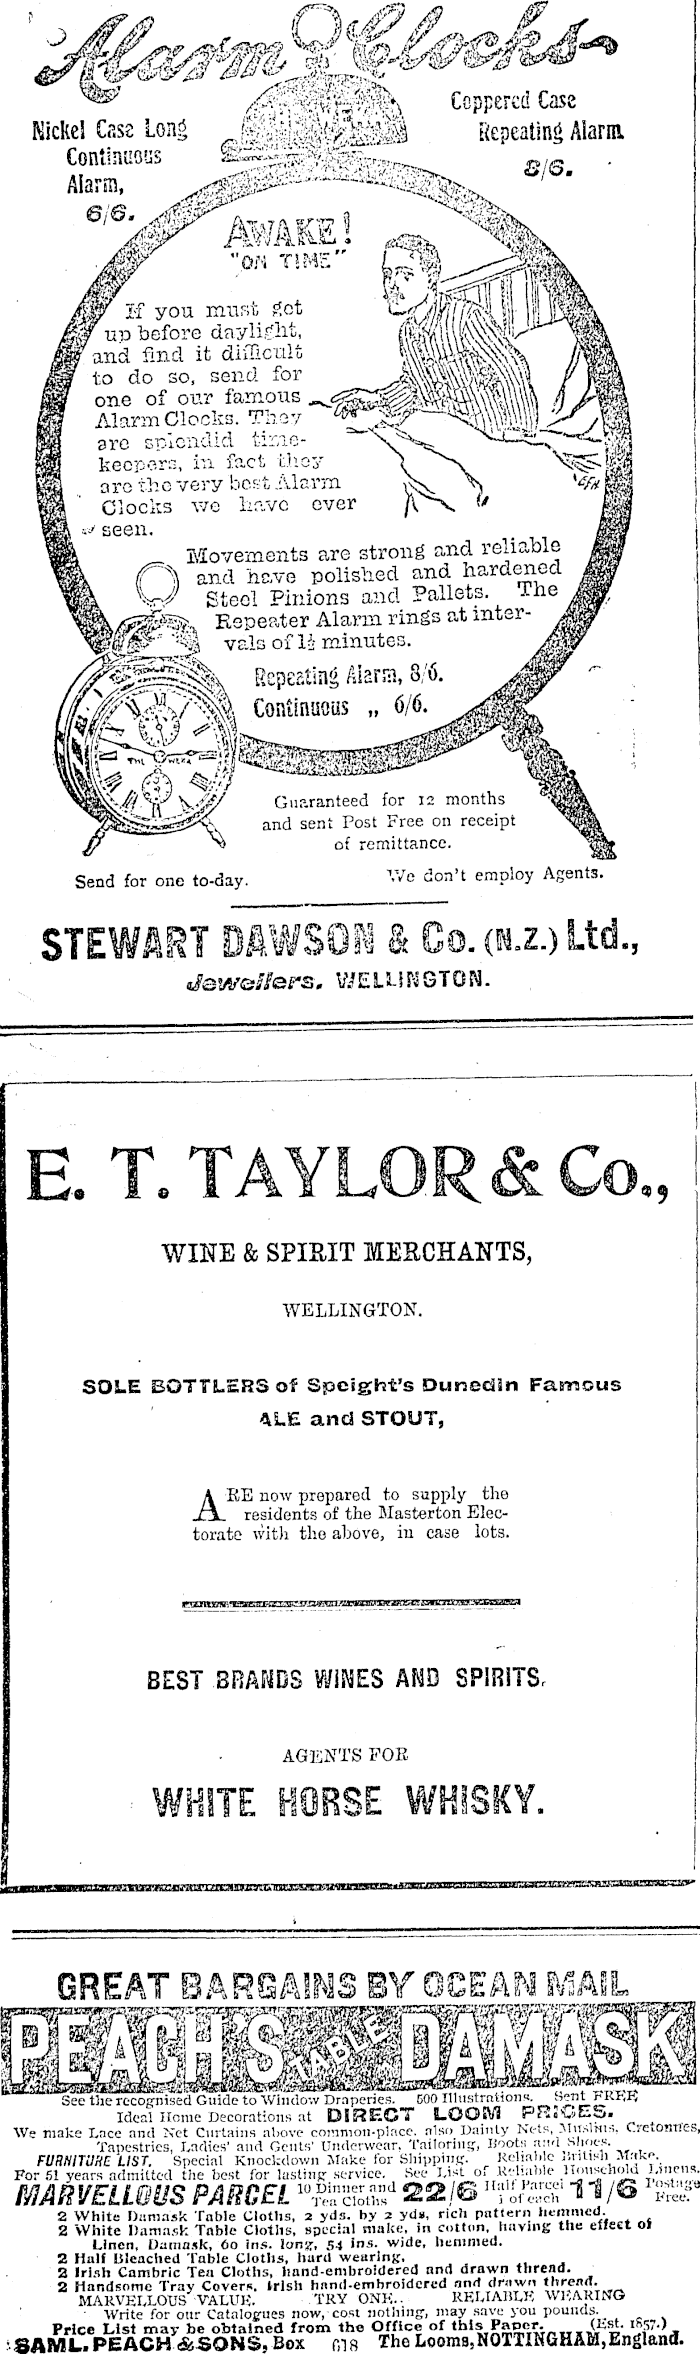 Alarm Clocks
Nickel Case Long
Continuous
Alarm,
6/6.
Coppered Case
Repeating Alarm
8/6.
THE WEKA
AWAKE!
"ON TIME"
If you must get
up before daylight,
and find it difficult
to do so, send for
one of our famous
Alarm Clocks. They
are splendid time-
keepers, in fact they
are the very best Alarm
Clocks we have ever
seen.
EFH
Movements are strong and reliable
and have polished and hardened
Steel Pinions and Pallets. The
Repeater Alarm rings at inter-
vals of 1½ minutes.
Repeating Alarm, 8/6.
Continuous „ 6/6.
THE WEKA
Guaranteed for 12 months
and sent Post Free on receipt
of remittance.
Send for one to-day.
We don't employ Agents.
STEWART DAWSON & Co. (N.Z.) Ltd.,
Jewellers. WELLINGTON.
E. T. TAYLOR & Co.,
WINE & SPIRIT MERCHANTS,
WELLINGTON.
SOLE BOTTLERS of Speight's Dunedin Famous
ALE and STOUT,
ARE now prepared to supply the
residents of the Masterton Elec-
torate with the above, in case lots.
BEST BRANDS WINES AND SPIRITS.
AGENTS FOR
WHITE HORSE WHISKY.
GREAT BARGAINS BY OCEAN MAIL
PEACH'S TABLE DAMASK
See the recognised Guide to Window Draperies. 500 Illustrations. Sent FREE
Ideal Home Decorations at DIRECT LOOM PRICES.
We make Lace and Net Curtains above common-place, also Dainty Nets, Muslins, Cretonnes,
Tapestries, Ladies' and Gents' Underwear, Tailoring, Boots and Shoes.
FURNITURE LIST. Special Knockdown Make for Shipping. Reliable British Make.
For 51 years admitted the best for lasting service. See List of Reliable Household Linens.
MARVELLOUS PARCEL 10 Dinner and Tea Cloths 22/6 Half Parcel 1 of each 11/6 Postage Free.
2 White Damask Table Cloths, 2 yds. by 2 yds, rich pattern hemmed.
2 White Damask Table Cloths, special make, in cotton, having the effect of
Linen, Damask, 60 ins. long, 54 ins. wide, hemmed.
2 Half Bleached Table Cloths, hard wearing.
2 Irish Cambric Tea Cloths, hand-embroidered and drawn thread.
2 Handsome Tray Covers, Irish hand-embroidered and drawn thread.
MARVELLOUS VALUE. TRY ONE. RELIABLE WEARING
Write for our Catalogues now, cost nothing, may save you pounds.
Price List may be obtained from the Office of this Paper. (Est. 1857.)
SAML. PEACH & SONS, Box 618 The Looms, NOTTINGHAM, England.